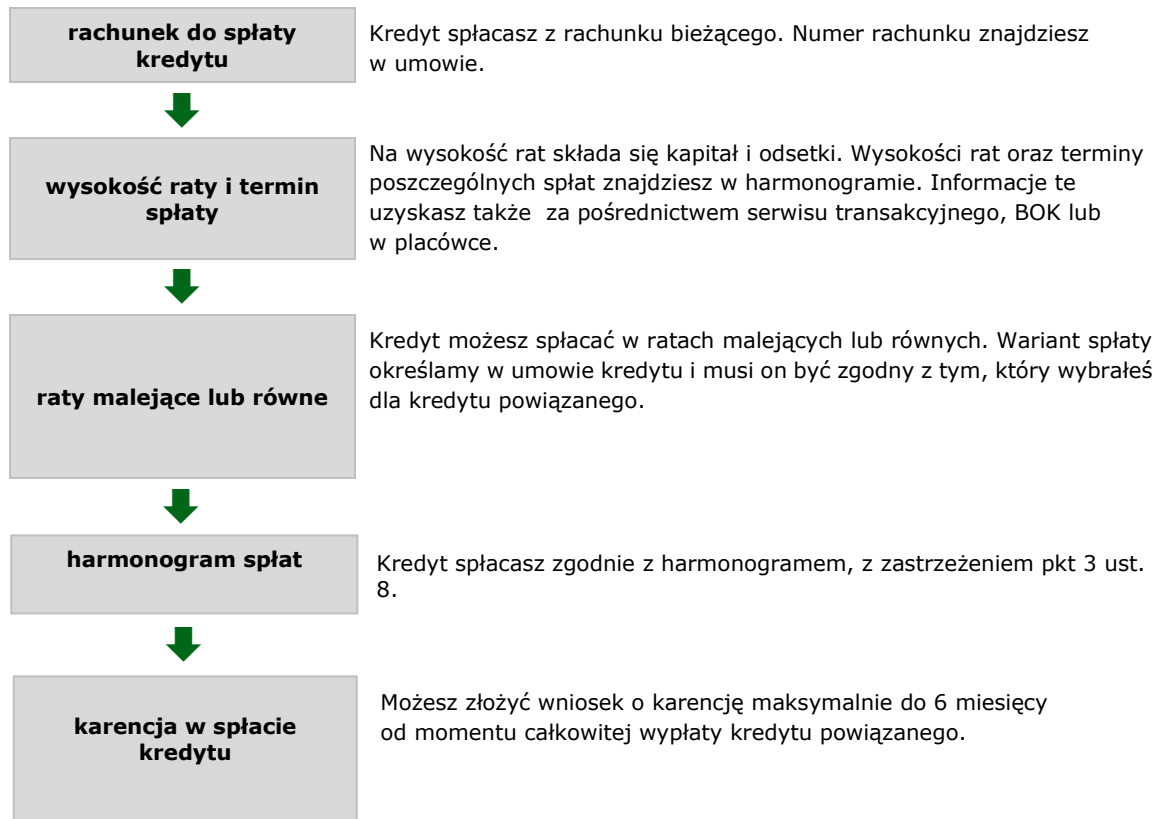 rachunek do spłaty
kredytu
Kredyt spłacasz z rachunku bieżącego. Numer rachunku znajdziesz
w umowie.
wysokość raty i termin
spłaty
Na wysokość rat składa się kapitał i odsetki. Wysokości rat oraz terminy
poszczególnych spłat znajdziesz w harmonogramie. Informacje te
uzyskasz także  za pośrednictwem serwisu transakcyjnego, BOK lub
w placówce.
raty malejące lub równe
Kredyt możesz spłacać w ratach malejących lub równych. Wariant spłaty
określamy w umowie kredytu i musi on być zgodny z tym, który wybrałeś
dla kredytu powiązanego.
harmonogram spłat
Kredyt spłacasz zgodnie z harmonogramem, z zastrzeżeniem pkt 3 ust.
8.
karencja w spłacie
kredytu
Możesz złożyć wniosek o karencję maksymalnie do 6 miesięcy
od momentu całkowitej wypłaty kredytu powiązanego.